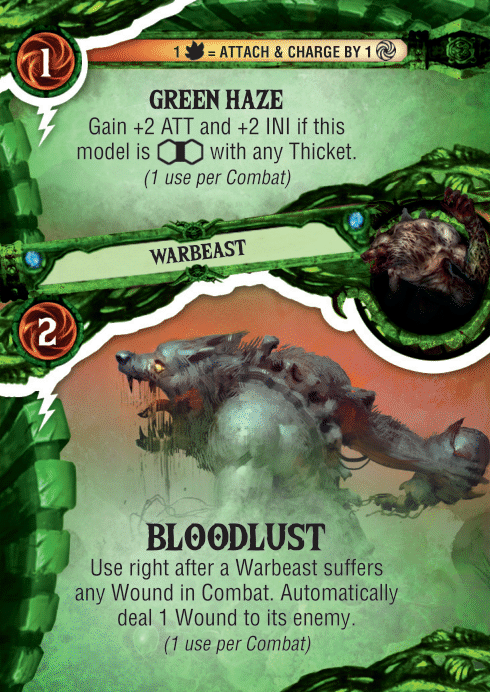 1
1 = ATTACH & CHARGE BY 1
GREEN HAZE
Gain +2 ATT and +2 INI if this
model is with any Thicket.
(1 use per Combat)
WARBEAST
2
BLOODLUST
Use right after a Warbeast suffers
any Wound in Combat. Automatically
deal 1 Wound to its enemy.
(1 use per Combat)